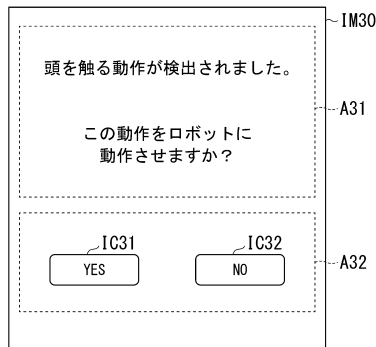 IM30
頭を触る動作が検出されました。
A31
この動作をロボットに
動作させますか？
IC31
IC32
YES
NO
A32